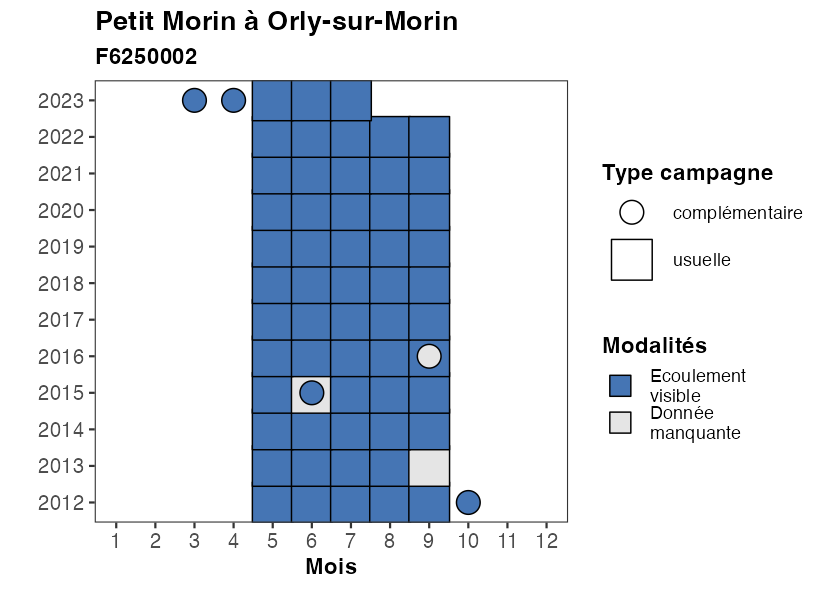 Petit Morin à Orly-sur-Morin
F6250002
2023
2022
2021
2020
2019
2018
2017
2016
2015
2014
2013
2012
1 2 3 4 5 6 7 8 9 10 11 12
Mois
Type campagne
complémentaire
usuelle
Modalités
Ecoulement
visible
Donnée
manquante